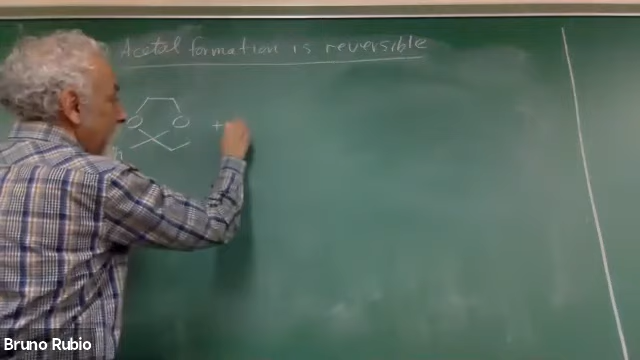 Acetal formation is reversible
O O +
Bruno Rubio